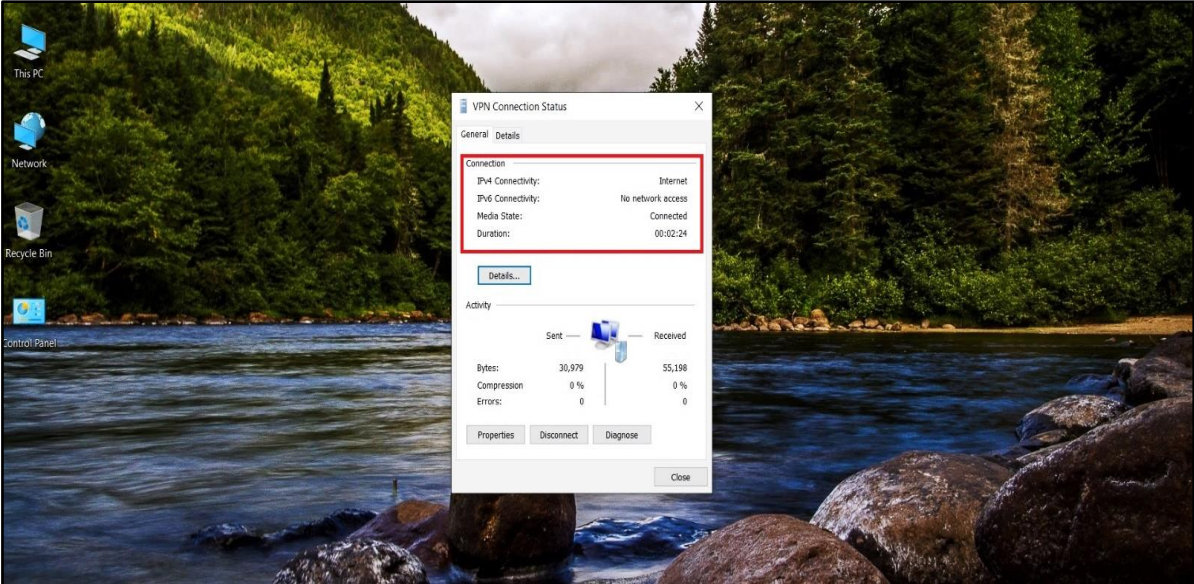 This PC
Network
Recycle Bin
Control Panel
VPN Connection Status
General Details
Connection
IPv4 Connectivity: Internet
IPv6 Connectivity: No network access
Media State: Connected
Duration: 00:02:24
Details...
Activity
Sent Received
Bytes: 30,979 55,198
Compression 0 % 0 %
Errors: 0 0
Properties Disconnect Diagnose
Close